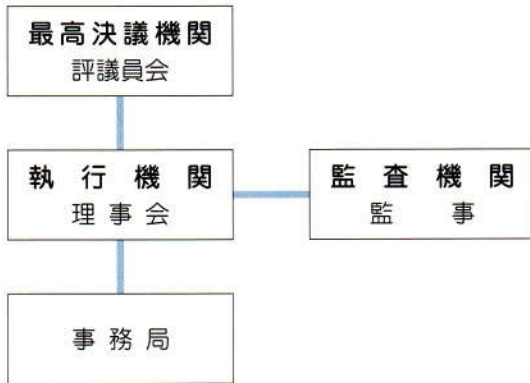 最高決議機関
評議員会
執行機関
理事会
監査機関
監事
事務局